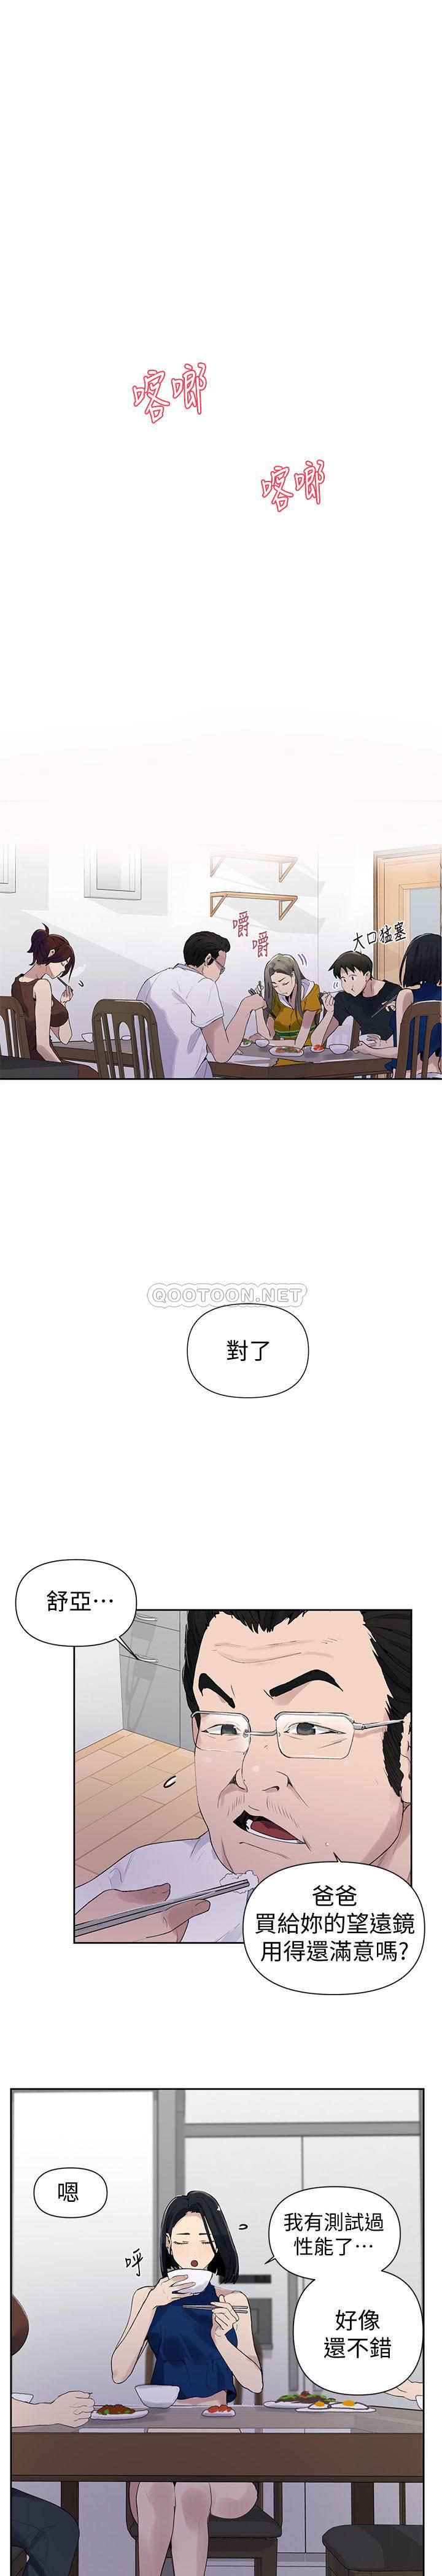 喀啷
喀啷
嚼
嚼
大口猛塞
QOOTOON.NET
對了
舒亞⋯
爸爸
買給妳的望遠鏡
用得還滿意嗎?
嗯
呼
我有測試過
性能了⋯
好像
還不錯